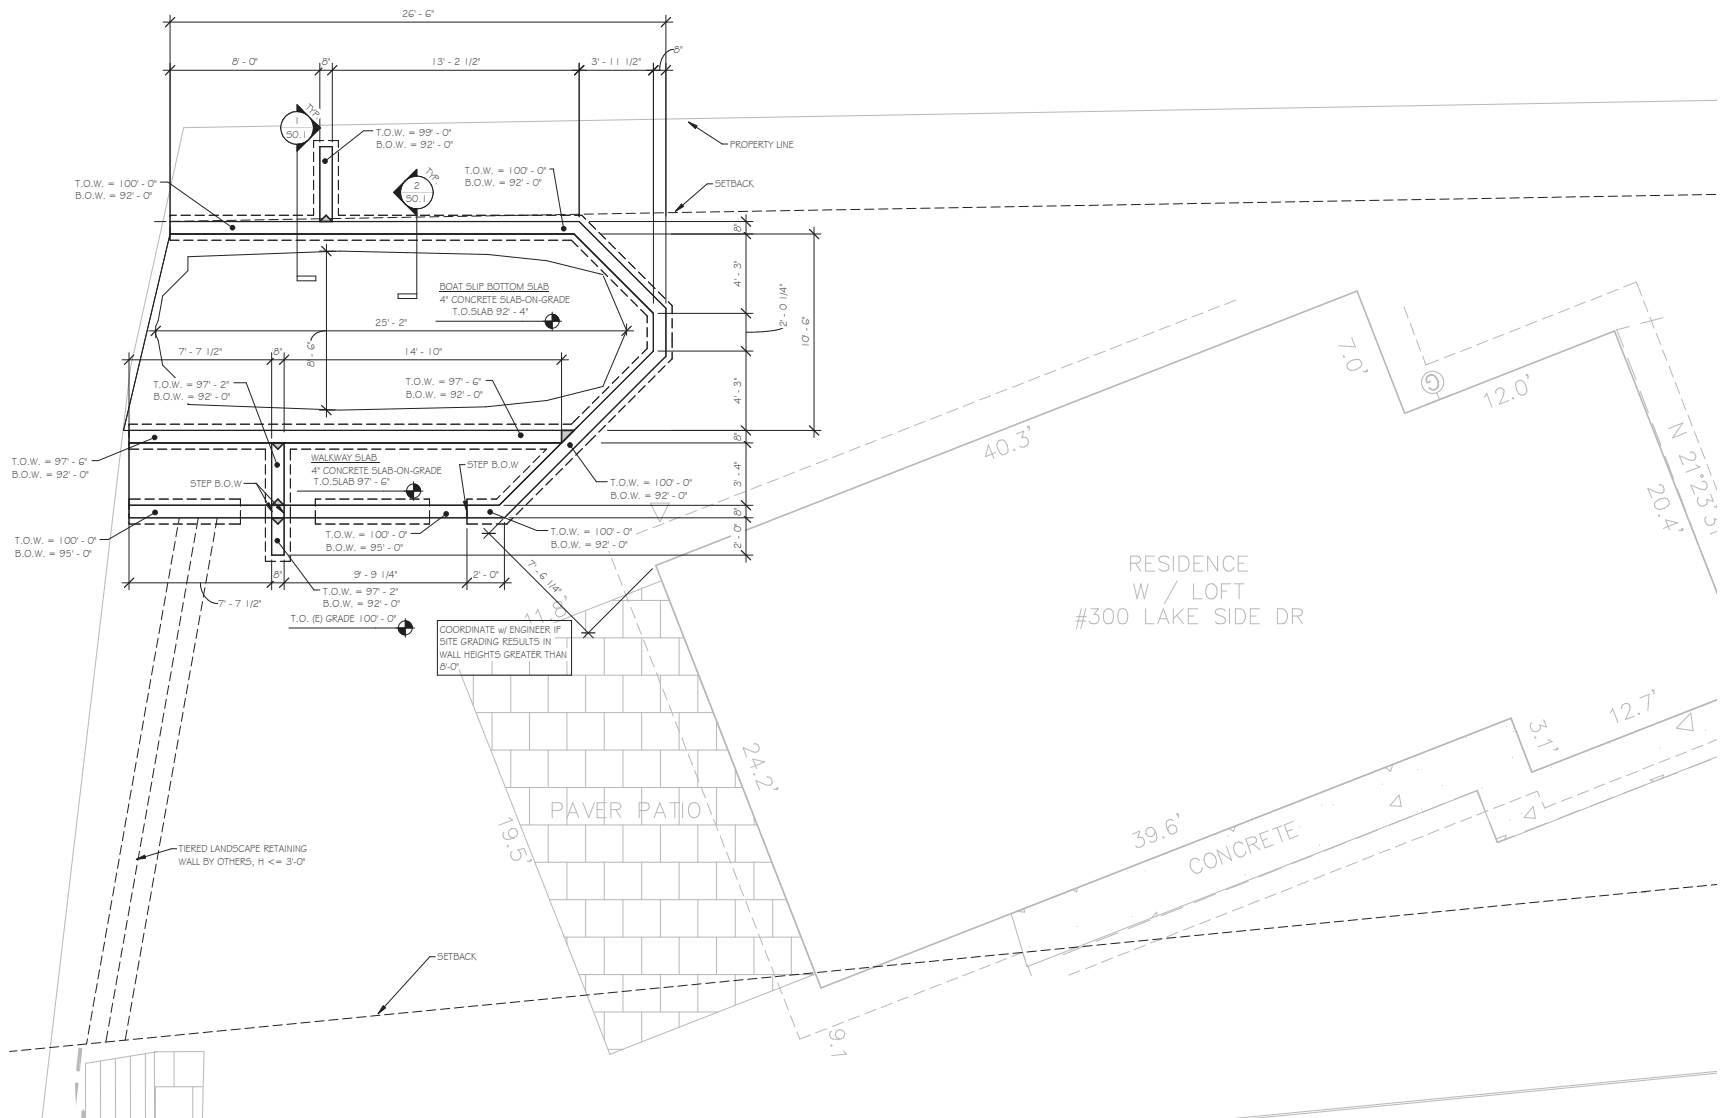 26' - 6"
8"
8' - 0"
8"
13' - 2 1/2"
3' - 11 1/2"
TYP.
1
S0.1
T.O.W. = 99' - 0"
B.O.W. = 92' - 0"
PROPERTY LINE
TYP.
2
S0.1
T.O.W. = 100' - 0"
B.O.W. = 92' - 0"
T.O.W. = 100' - 0"
B.O.W. = 92' - 0"
SETBACK
8"
4' - 3"
2' - 0 1/4"
10' - 6"
4' - 3"
8"
3' - 4"
8"
2' - 0"
BOAT SLIP BOTTOM SLAB
4" CONCRETE SLAB-ON-GRADE
T.O.SLAB 92' - 4"
25' - 2"
8' - 6"
7' - 7 1/2"
8"
14' - 10"
T.O.W. = 97' - 2"
B.O.W. = 92' - 0"
T.O.W. = 97' - 6"
B.O.W. = 92' - 0"
T.O.W. = 97' - 6"
B.O.W. = 92' - 0"
WALKWAY SLAB
4" CONCRETE SLAB-ON-GRADE
T.O.SLAB 97' - 6"
STEP B.O.W
STEP B.O.W
T.O.W. = 100' - 0"
B.O.W. = 92' - 0"
T.O.W. = 100' - 0"
B.O.W. = 95' - 0"
T.O.W. = 100' - 0"
B.O.W. = 95' - 0"
T.O.W. = 100' - 0"
B.O.W. = 92' - 0"
8"
9' - 9 1/4"
2' - 0"
7' - 6 1/4"
7' - 7 1/2"
T.O.W. = 97' - 2"
B.O.W. = 92' - 0"
T.O. (E) GRADE 100' - 0"
COORDINATE w/ ENGINEER IF
SITE GRADING RESULTS IN
WALL HEIGHTS GREATER THAN
8'-0"
7.0'
G
12.0'
40.3'
N 21°23'
20.4'
RESIDENCE
W / LOFT
#300 LAKE SIDE DR
24.2'
PAVER PATIO
19.5'
12.7'
3.1'
39.6'
CONCRETE
TIERED LANDSCAPE RETAINING
WALL BY OTHERS, H <= 3'-0"
SETBACK
9.1